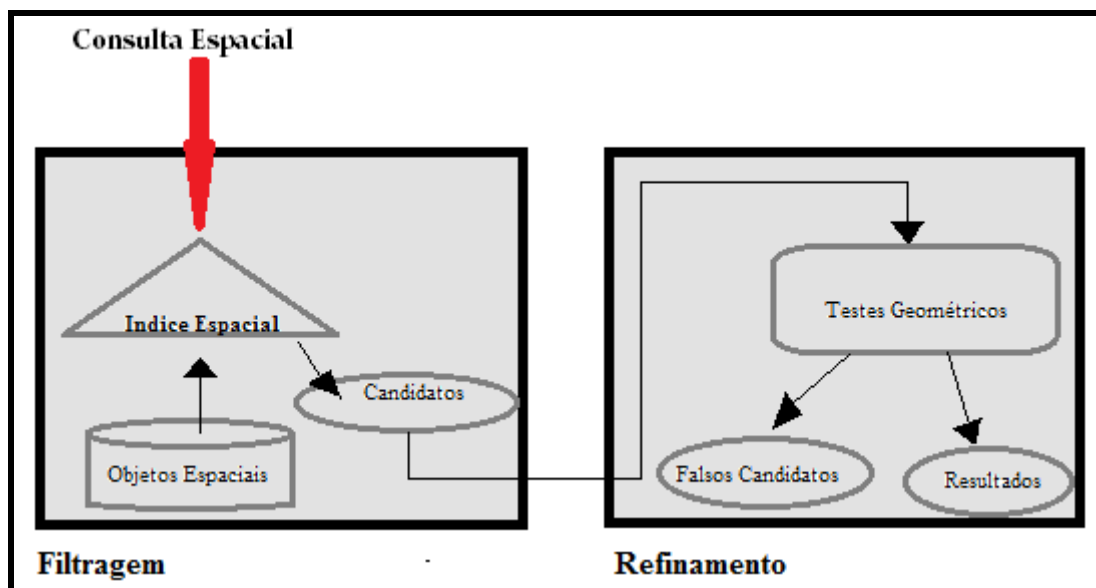 Consulta Espacial
Indice Espacial
Candidatos
Objetos Espaciais
Filtragem
Testes Geométricos
Falsos Candidatos
Resultados
Refinamento